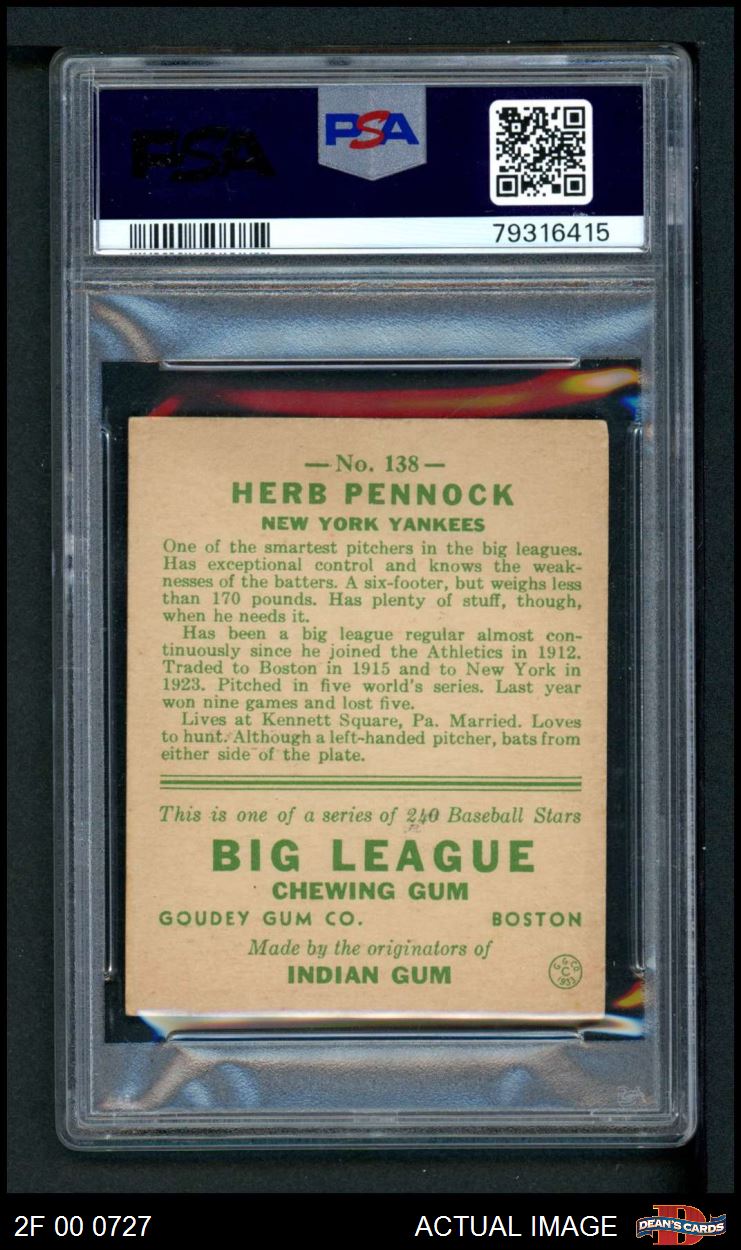 PSA
PSA
79316415
— No. 138 —
HERB PENNOCK
NEW YORK YANKEES
One of the smartest pitchers in the big leagues.
Has exceptional control and knows the weak-
nesses of the batters. A six-footer, but weighs less
than 170 pounds. Has plenty of stuff, though,
when he needs it.
Has been a big league regular almost con-
tinuously since he joined the Athletics in 1912.
Traded to Boston in 1915 and to New York in
1923. Pitched in five world's series. Last year
won nine games and lost five.
Lives at Kennett Square, Pa. Married. Loves
to hunt. Although a left-handed pitcher, bats from
either side of the plate.
This is one of a series of 240 Baseball Stars
BIG LEAGUE
CHEWING GUM
GOUDEY GUM CO. BOSTON
Made by the originators of
INDIAN GUM
G.G.CO.
C
1933
2F 00 0727 ACTUAL IMAGE DEAN'S CARDS